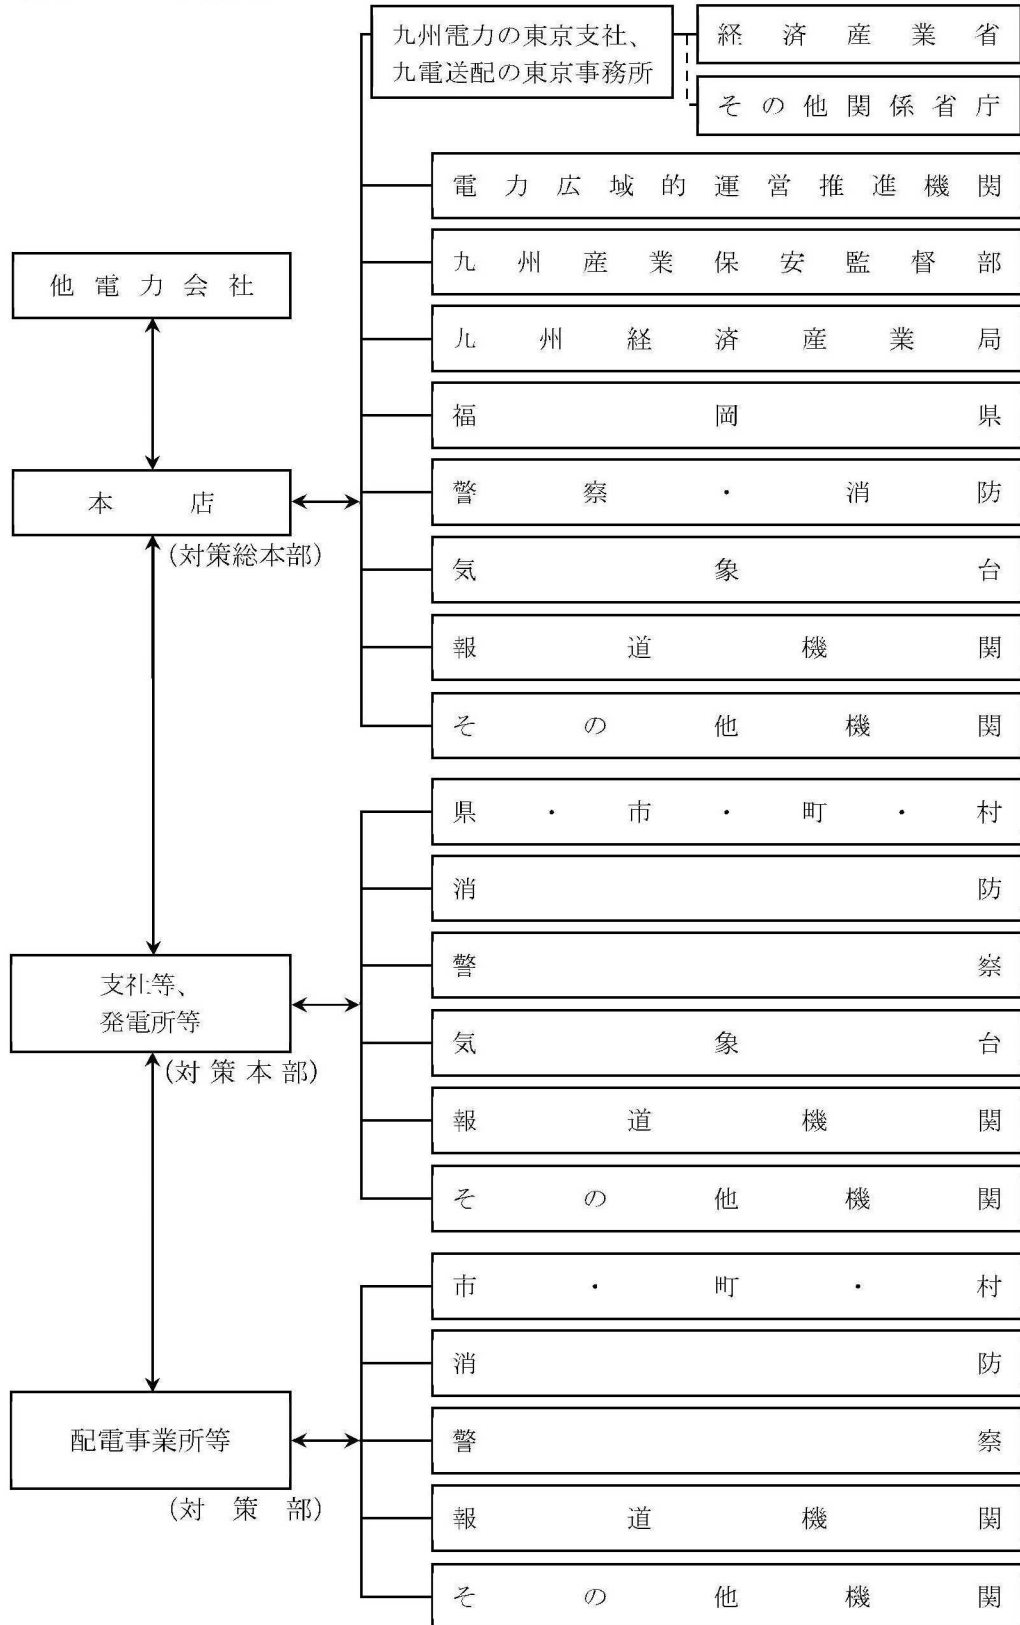 九州電力の東京支社、
九電送配の東京事務所
経済産業省
その他関係省庁
電力広域的運営推進機関
九州産業保安監督部
他電力会社
九州経済産業局
福岡県
警察・消防
本店
(対策総本部)
気象台
報道機関
その他機関
県・市・町・村
消防
警察
支社等、
発電所等
(対策本部)
気象台
報道機関
その他機関
市・町・村
消防
警察
配電事業所等
(対策部)
報道機関
その他機関